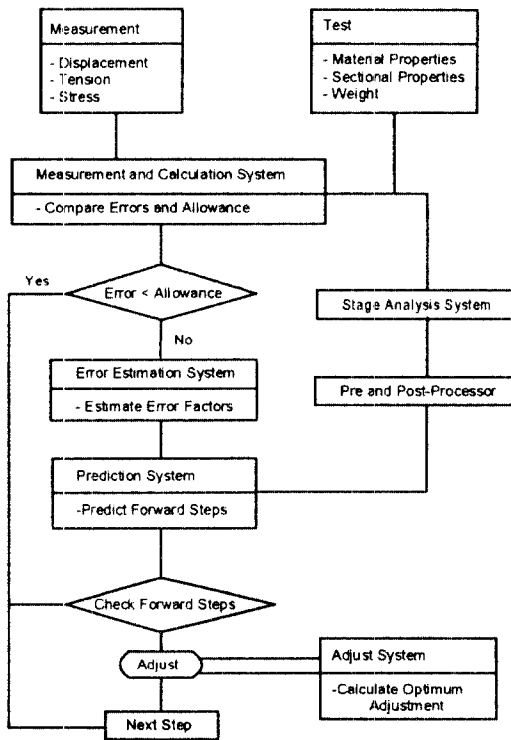 Measurement
- Displacement
- Tension
- Stress
Test
- Material Properties
- Sectional Properties
- Weight
Measurement and Calculation System
- Compare Errors and Allowance
Yes
Error < Allowance
No
Stage Analysis System
Error Estimation System
- Estimate Error Factors
Pre and Post-Processor
Prediction System
-Predict Forward Steps
Check Forward Steps
Adjust
Adjust System
-Calculate Optimum
Adjustment
Next Step